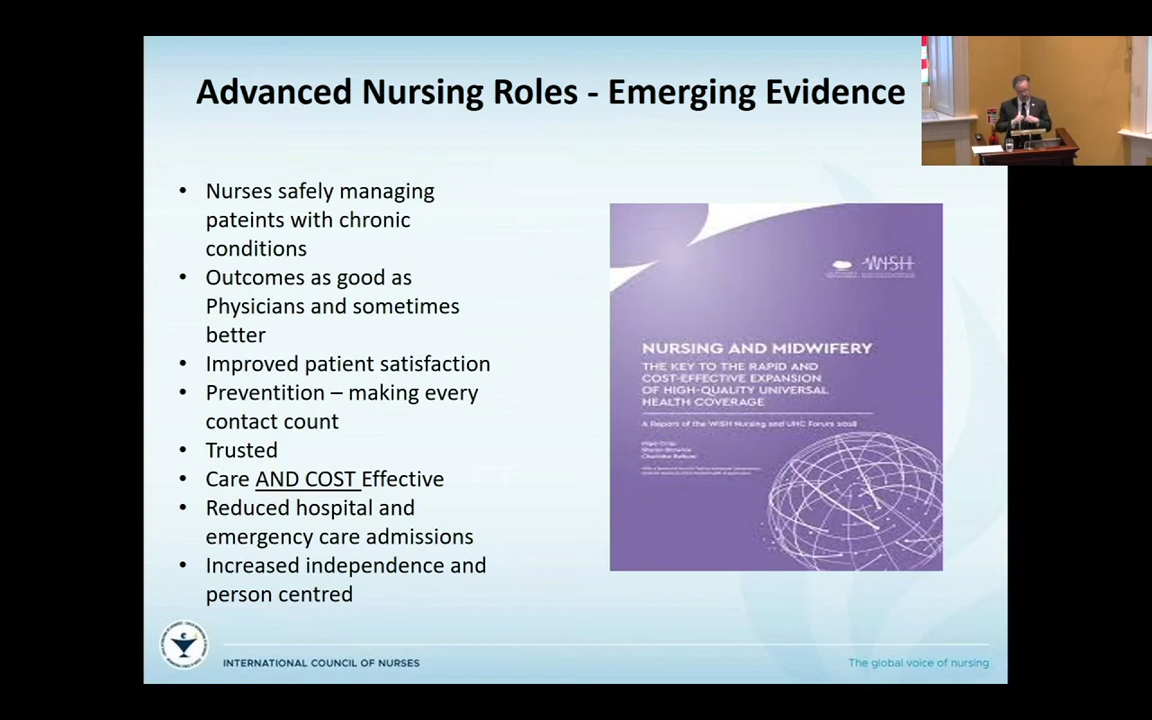 Advanced Nursing Roles - Emerging Evidence
• Nurses safely managing
pateints with chronic
conditions
• Outcomes as good as
Physicians and sometimes
better
• Improved patient satisfaction
• Preventition – making every
contact count
• Trusted
• Care AND COST Effective
• Reduced hospital and
emergency care admissions
• Increased independence and
person centred
WISH
NURSING AND MIDWIFERY
THE KEY TO THE RAPID AND
COST-EFFECTIVE EXPANSION
OF HIGH-QUALITY UNIVERSAL
HEALTH COVERAGE
A Report of the WISH Nursing and UHC Forum 2018
INTERNATIONAL COUNCIL OF NURSES
The global voice of nursing